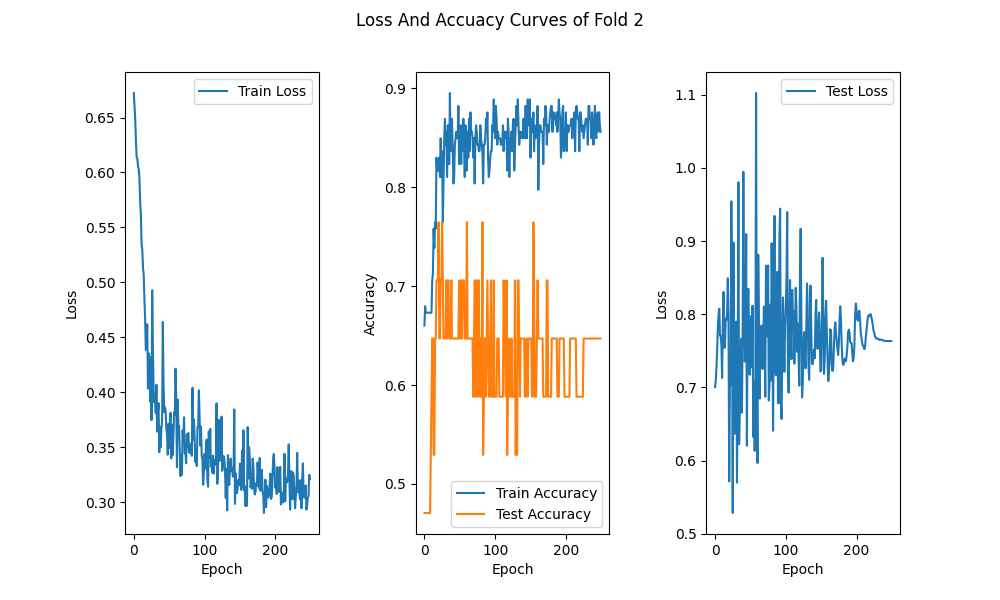 Loss And Accuacy Curves of Fold 2
Train Loss
0.65
0.60
0.55
0.50
0.45
0.40
0.35
0.30
Loss
0 100 200
Epoch
0.9
0.8
0.7
0.6
0.5
Accuracy
Train Accuracy
Test Accuracy
0 100 200
Epoch
Test Loss
1.1
1.0
0.9
0.8
0.7
0.6
0.5
Loss
0 100 200
Epoch